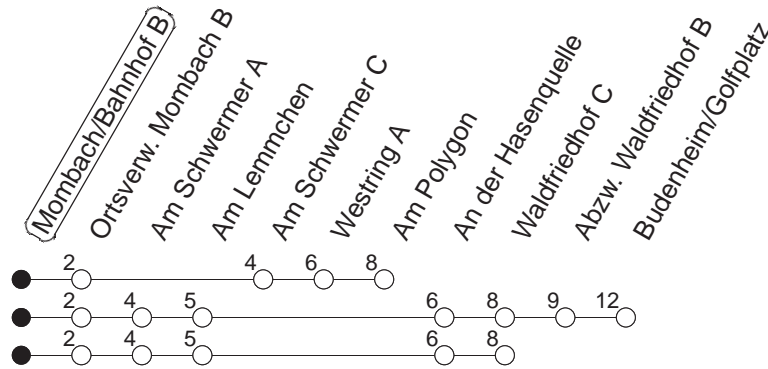 Mombach/Bahnhof B
Ortsverw. Mombach B
Am Schwermer A
Am Lemmchen
Am Schwermer C
Westring A
Am Polygon
An der Hasenquelle
Waldfriedhof C
Abzw. Waldfriedhof B
Budenheim/Golfplatz
2 4 6 8
2 4 5 6 8 9 12
2 4 5 6 8